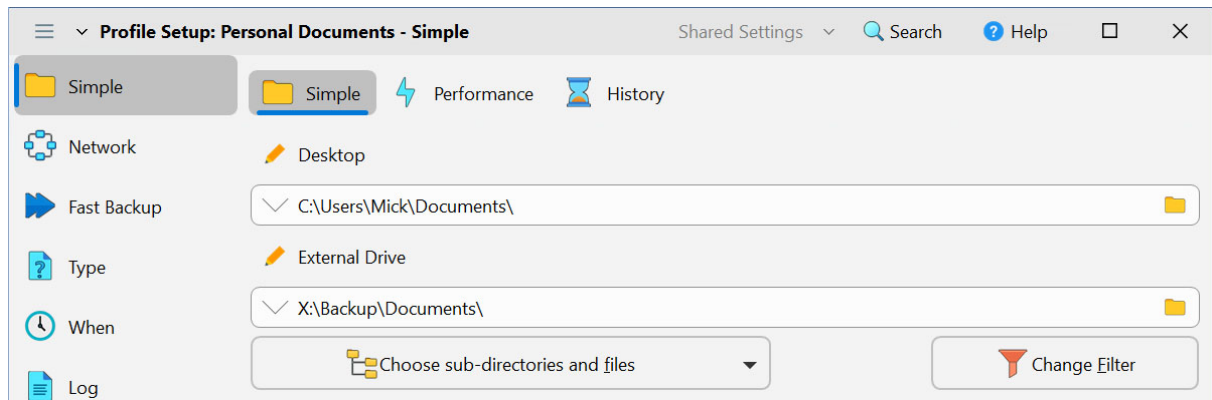 Profile Setup: Personal Documents - Simple
Shared Settings
Search
Help
Simple
Network
Fast Backup
Type
When
Log
Simple
Performance
History
Desktop
C:\Users\Mick\Documents\
External Drive
X:\Backup\Documents\
Choose sub-directories and files
Change Filter